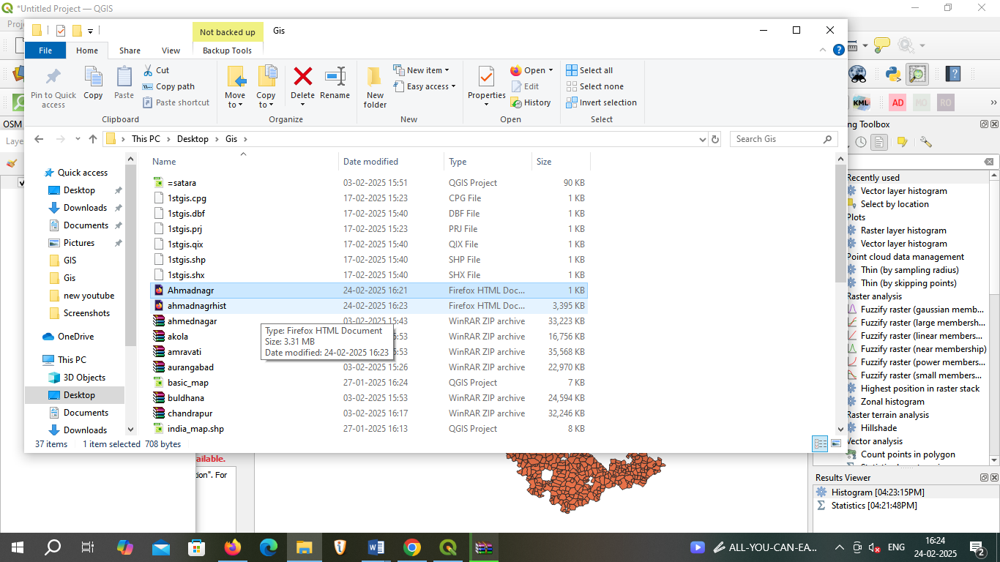 *Untitled Project — QGIS
Proj
Not backed up
Gis
File
Home
Share
View
Backup Tools
Pin to Quick access
Copy
Paste
Cut
Copy path
Paste shortcut
Clipboard
Move to
Copy to
Delete
Rename
Organize
New folder
New item
Easy access
New
Properties
Open
Edit
History
Open
Select all
Select none
Invert selection
Select
KML
AD
MO
RO
OSM
Laye
This PC
Desktop
Gis
Search Gis
ng Toolbox
Quick access
Desktop
Downloads
Documents
Pictures
GIS
Gis
new youtube
Screenshots
OneDrive
This PC
3D Objects
Desktop
Documents
Downloads
Name Date modified Type Size
=satara 03-02-2025 15:51 QGIS Project 90 KB
1stgis.cpg 17-02-2025 15:23 CPG File 1 KB
1stgis.dbf 17-02-2025 15:40 DBF File 1 KB
1stgis.prj 17-02-2025 15:23 PRJ File 1 KB
1stgis.qix 17-02-2025 15:40 QIX File 1 KB
1stgis.shp 17-02-2025 15:40 SHP File 1 KB
1stgis.shx 17-02-2025 15:40 SHX File 1 KB
Ahmadnagr 24-02-2025 16:21 Firefox HTML Doc... 1 KB
ahmadnagrhist 24-02-2025 16:23 Firefox HTML Doc... 3,395 KB
ahmednagar 03-02-2025 15:43 WinRAR ZIP archive 33,223 KB
akola 5:53 WinRAR ZIP archive 16,756 KB
amravati 5:53 WinRAR ZIP archive 35,568 KB
aurangabad 03-02-2025 15:26 WinRAR ZIP archive 22,970 KB
basic_map 27-01-2025 16:24 QGIS Project 7 KB
buldhana 03-02-2025 15:53 WinRAR ZIP archive 24,594 KB
chandrapur 03-02-2025 16:17 WinRAR ZIP archive 32,246 KB
india_map.shp 27-01-2025 16:13 QGIS Project 8 KB
Type: Firefox HTML Document
Size: 3.31 MB
Date modified: 24-02-2025 16:23
37 items 1 item selected 708 bytes
Recently used
Vector layer histogram
Select by location
Plots
Raster layer histogram
Vector layer histogram
Point cloud data management
Thin (by sampling radius)
Thin (by skipping points)
Raster analysis
Fuzzify raster (gaussian memb...
Fuzzify raster (large membersh...
Fuzzify raster (linear members...
Fuzzify raster (near membership)
Fuzzify raster (power members...
Fuzzify raster (small members...
Highest position in raster stack
Zonal histogram
Raster terrain analysis
Hillshade
Vector analysis
Count points in polygon
ailable.
ion". For
Results Viewer
Histogram [04:23:15PM]
Statistics [04:21:48PM]
ALL-YOU-CAN-EA...
ENG
16:24
24-02-2025
2